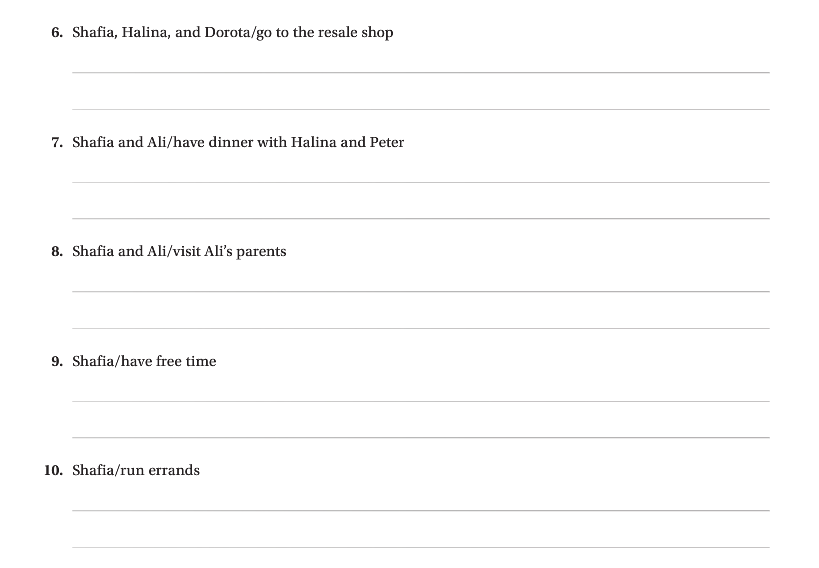 6. Shafia, Halina, and Dorota/go to the resale shop
7. Shafia and Ali/have dinner with Halina and Peter
8. Shafia and Ali/visit Ali’s parents
9. Shafia/have free time
10. Shafia/run errands